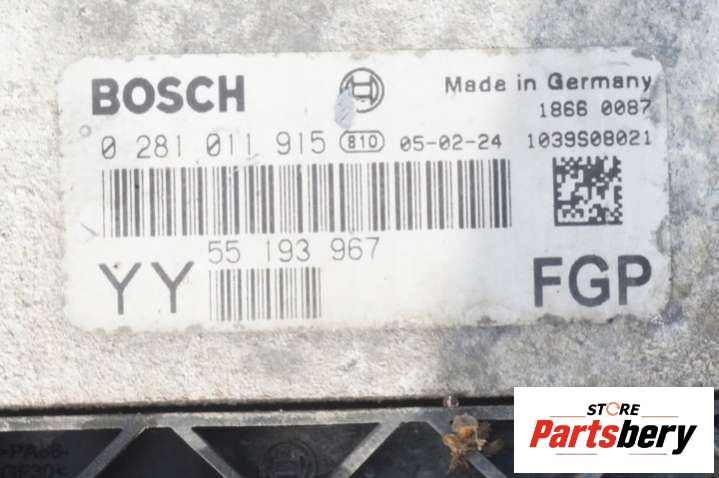 BOSCH
Made in Germany
1866 0087
0 281 011 915 810 05-02-24 1039S08021
55 193 967
YY
FGP
STORE
Partsbery